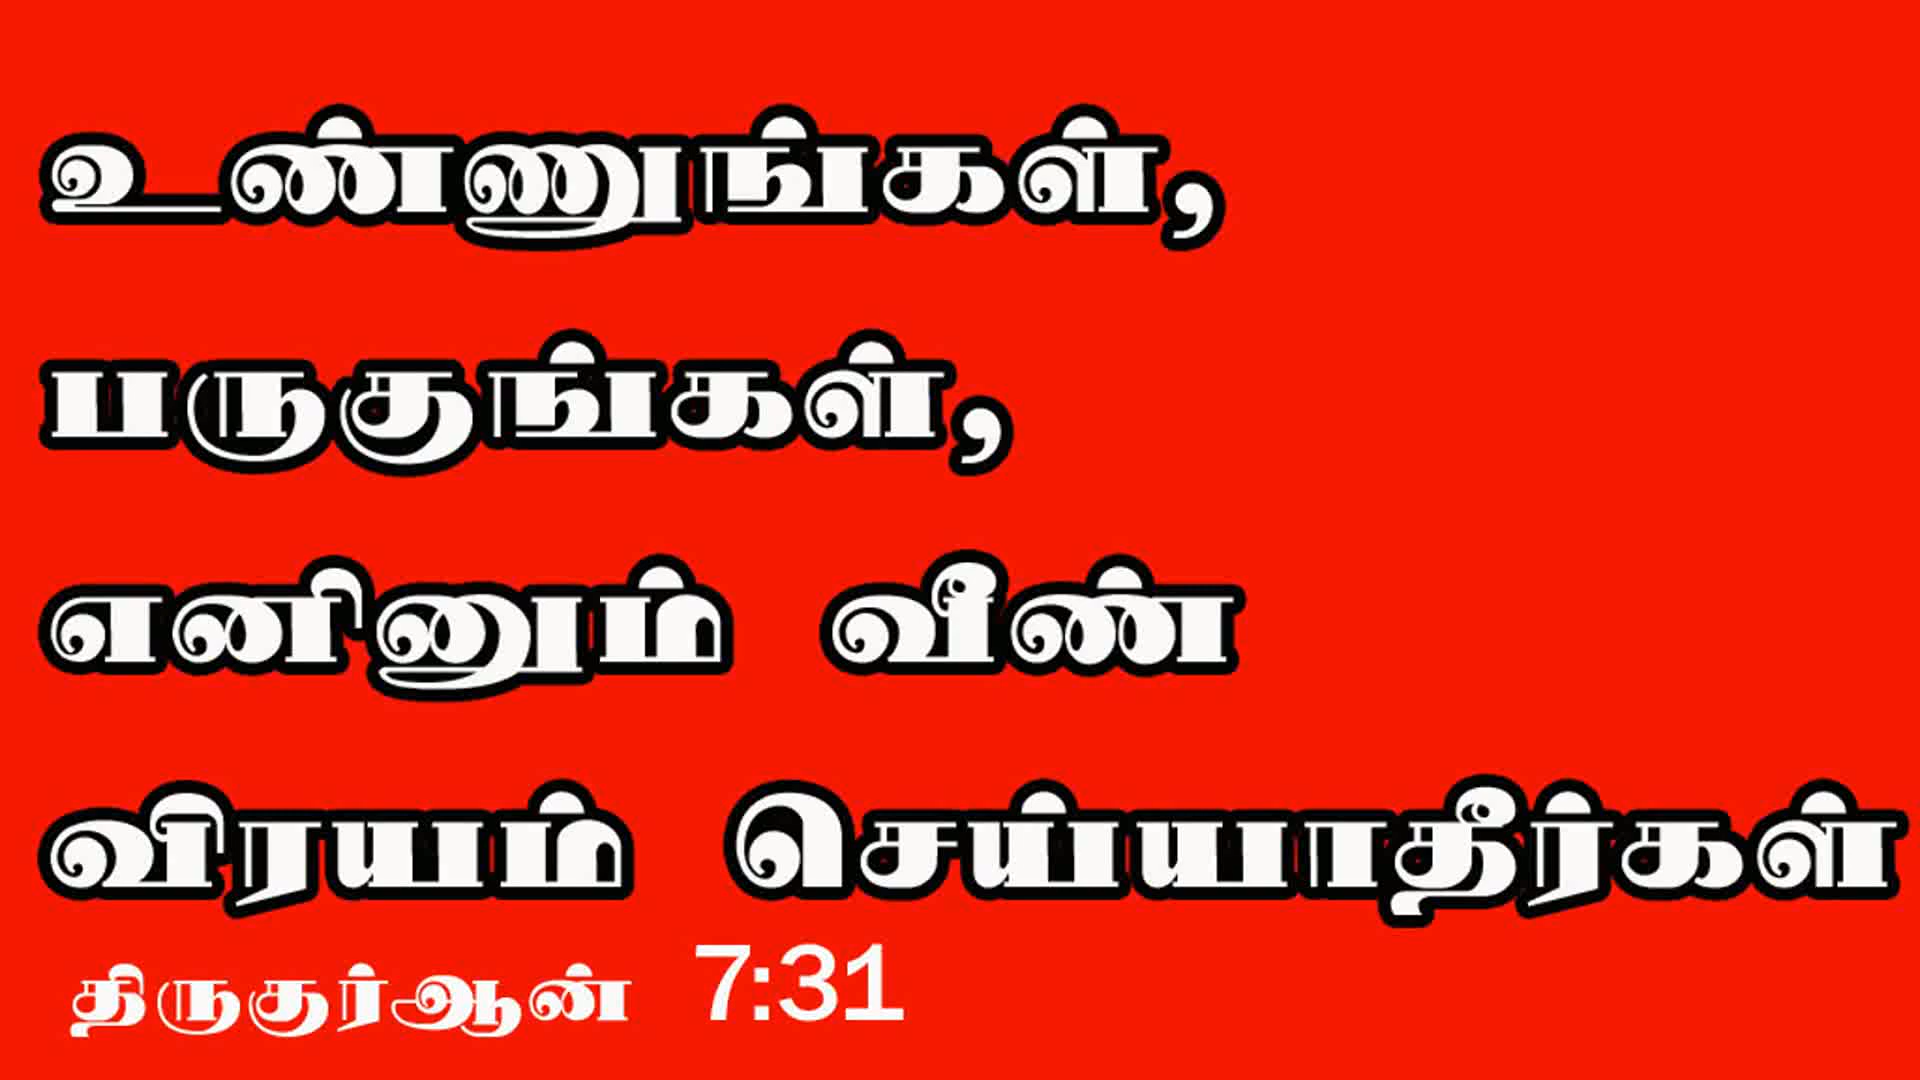 உண்ணுங்கள்,
பருகுங்கள்,
எனினும் வீண்
விரயம் செய்யாதீர்கள்
திருகுர்ஆன் 7:31